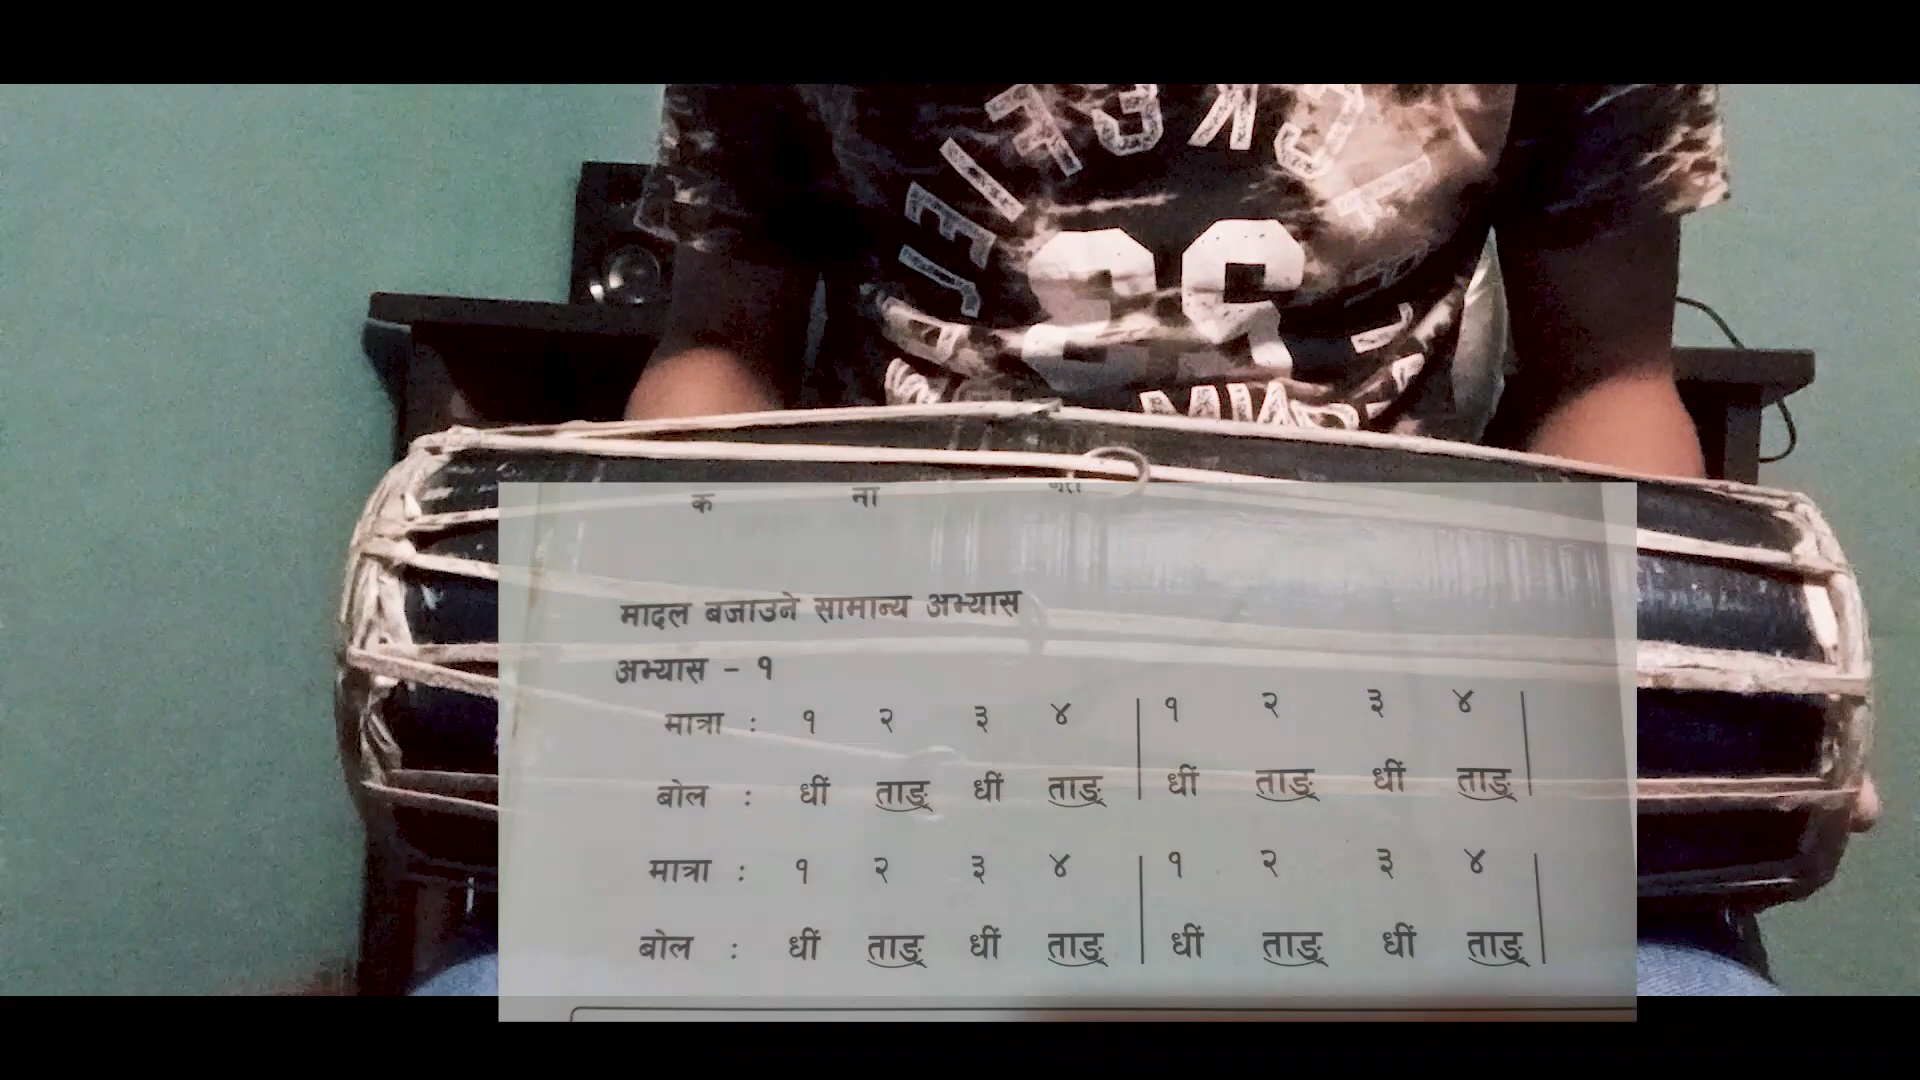 55
क ना
मादल बजाउने सामान्य अभ्यास
अभ्यास - १
मात्रा : १ २ ३ ४ | १ २ ३ ४ |
बोल : धीं ताङ् धीं ताङ् | धीं ताङ् धीं ताङ् |
मात्रा : १ २ ३ ४ | १ २ ३ ४ |
बोल : धीं ताङ् धीं ताङ् | धीं ताङ् धीं ताङ् |